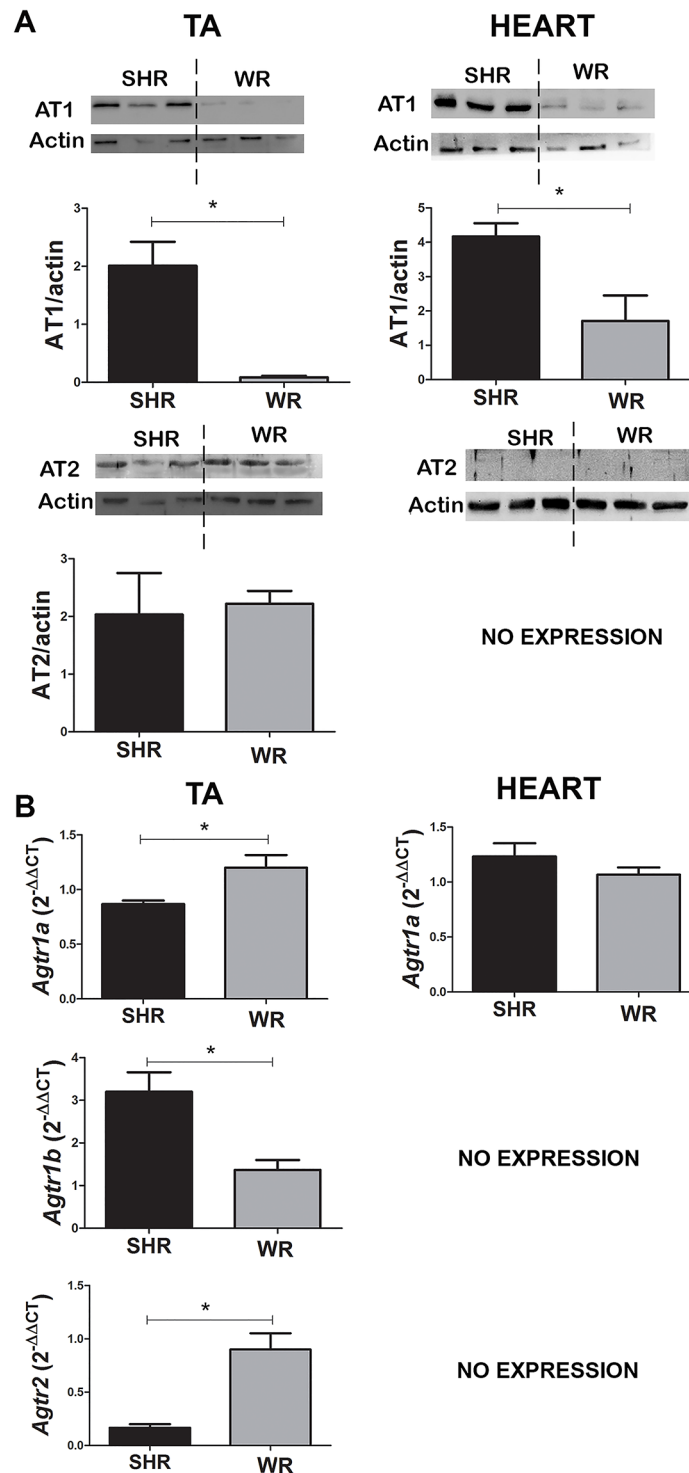 A
TA
HEART
SHR WR
AT1
Actin
SHR WR
AT1
Actin
*
AT1/actin
3
2
1
0
SHR WR
*
AT1/actin
5
4
3
2
1
0
SHR WR
SHR WR
AT2
Actin
SHR WR
AT2
Actin
AT2/actin
3
2
1
0
SHR WR
NO EXPRESSION
B
TA
HEART
*
Agtr1a (2^-ΔΔCT)
1.5
1.0
0.5
0.0
SHR WR
Agtr1a (2^-ΔΔCT)
1.5
1.0
0.5
0.0
SHR WR
*
Agtr1b (2^-ΔΔCT)
4
3
2
1
0
SHR WR
NO EXPRESSION
*
Agtr2 (2^-ΔΔCT)
1.5
1.0
0.5
0.0
SHR WR
NO EXPRESSION